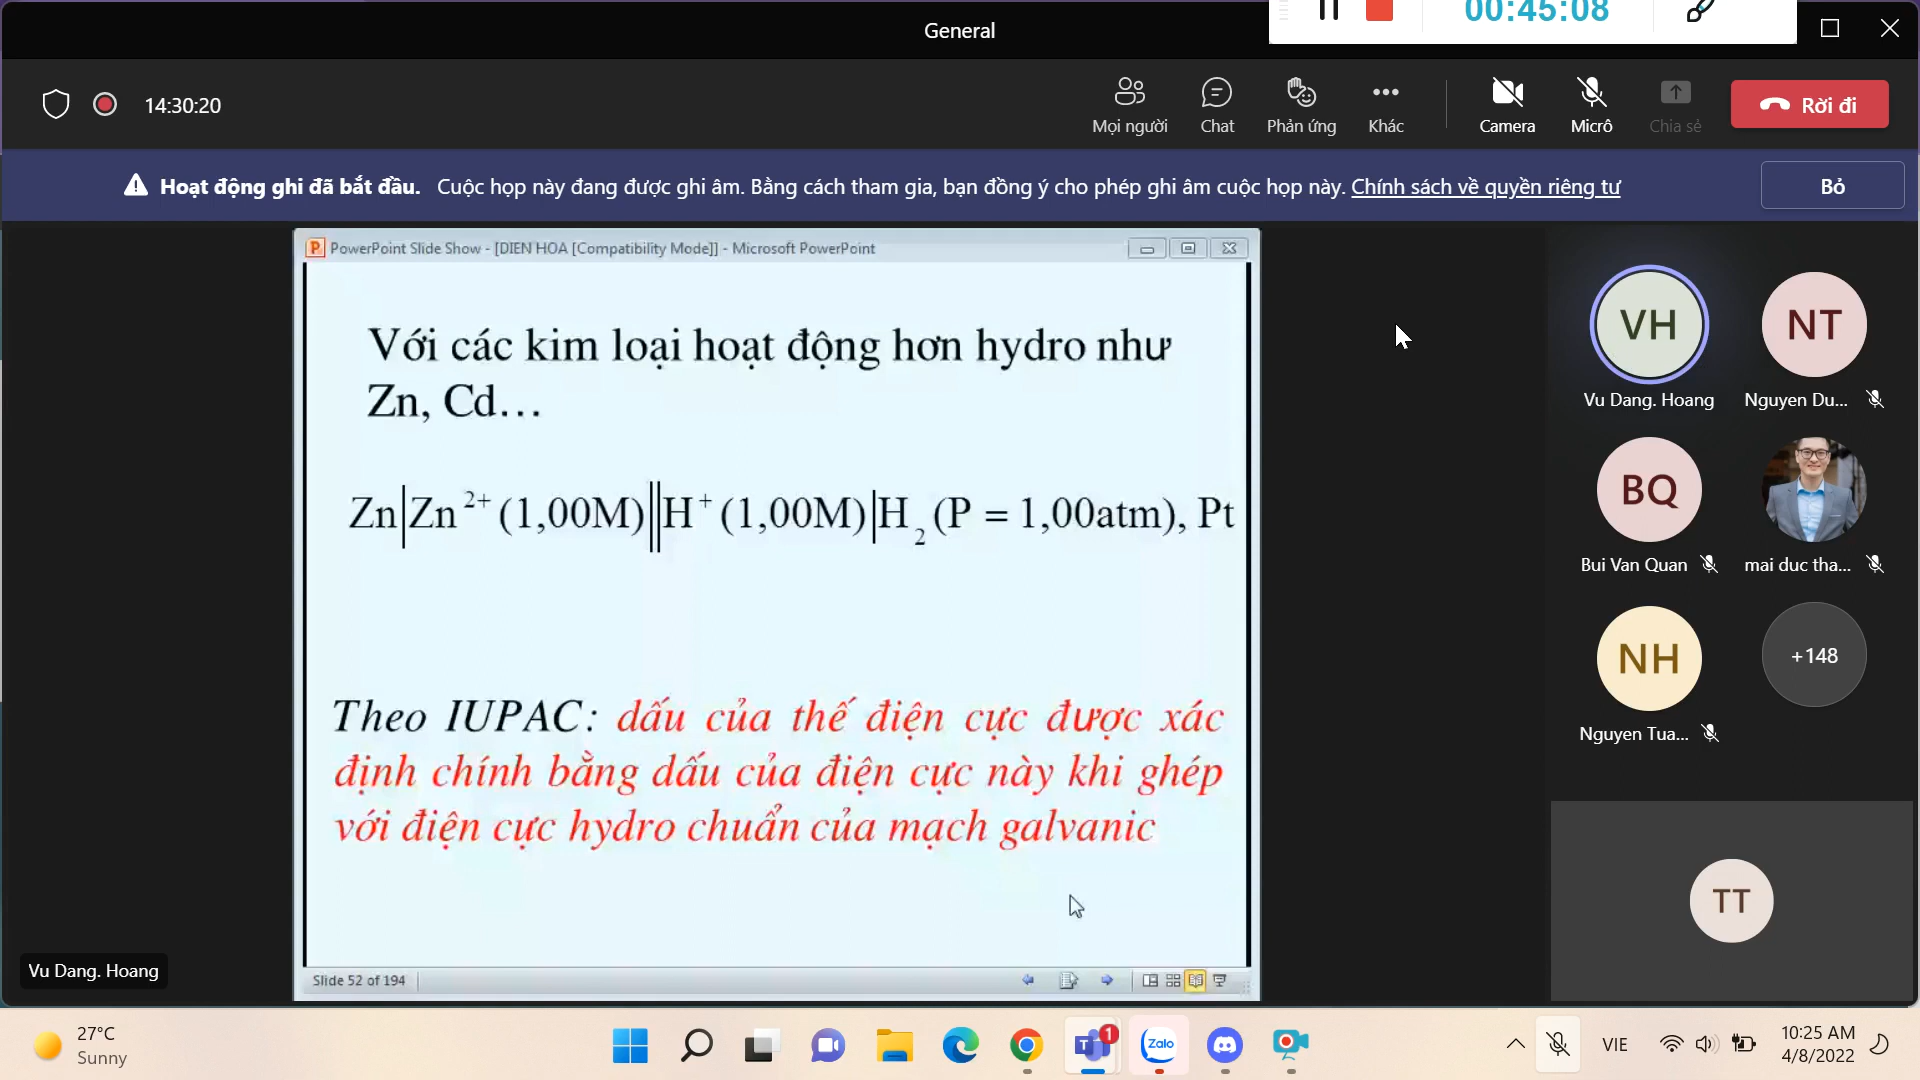 General
00:45:08
14:30:20
Mọi người
Chat
Phản ứng
Khác
Camera
Micrô
Chia sẻ
Rời đi
Hoạt động ghi đã bắt đầu. Cuộc họp này đang được ghi âm. Bằng cách tham gia, bạn đồng ý cho phép ghi âm cuộc họp này. Chính sách về quyền riêng tư
Bỏ
PowerPoint Slide Show - [DIEN HOA [Compatibility Mode]] - Microsoft PowerPoint
Với các kim loại hoạt động hơn hydro như
Zn, Cd…
Zn|Zn²⁺(1,00M)||H⁺(1,00M)|H₂(P = 1,00atm), Pt
Theo IUPAC: dấu của thế điện cực được xác
định chính bằng dấu của điện cực này khi ghép
với điện cực hydro chuẩn của mạch galvanic
Slide 52 of 194
Vu Dang. Hoang
VH
NT
Vu Dang. Hoang
Nguyen Du...
BQ
Bui Van Quan
mai duc tha...
NH
+148
Nguyen Tua...
TT
27°C
Sunny
1
Zalo
VIE
10:25 AM
4/8/2022